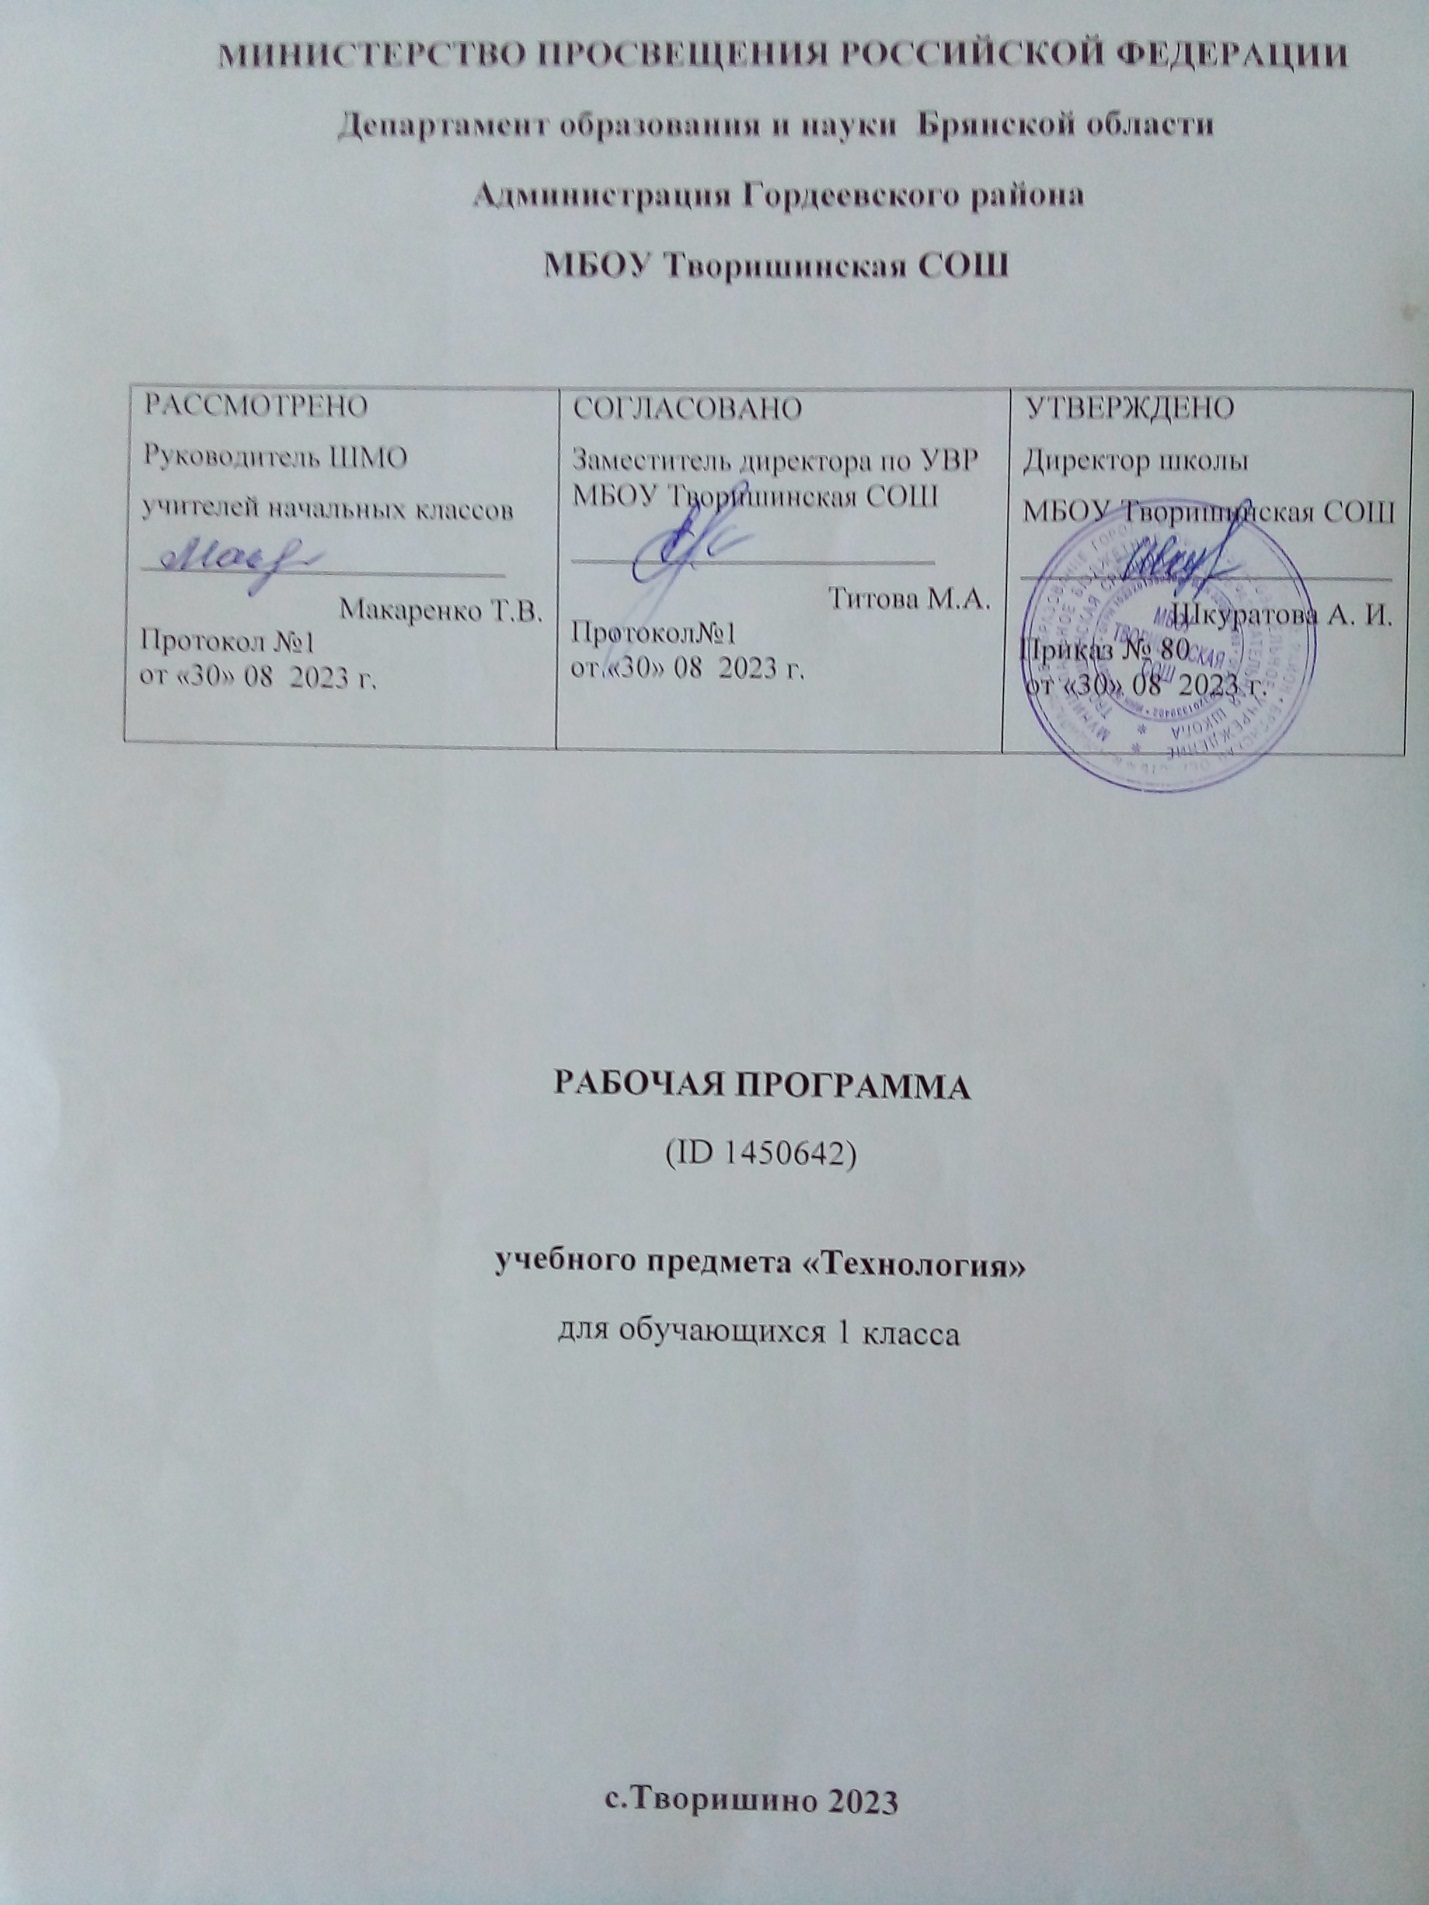 МИНИСТЕРСТВО ПРОСВЕЩЕНИЯ РОССИЙСКОЙ ФЕДЕРАЦИИ
Департамент образования и науки Брянской области
Администрация Гордеевского района
МБОУ Творишинская СОШ
РАССМОТРЕНО
Руководитель ШМО
учителей начальных классов
Макаренко Т.В.
Протокол №1
от «30» 08 2023 г.
СОГЛАСОВАНО
Заместитель директора по УВР
МБОУ Творишинская СОШ
Титова М.А.
Протокол№1
от «30» 08 2023 г.
УТВЕРЖДЕНО
Директор школы
МБОУ Творишинская СОШ
Шкуратова А. И.
Приказ № 80
от «30» 08 2023 г.
МБОУ
ТВОРИШИНСКАЯ
СОШ
РАБОЧАЯ ПРОГРАММА
(ID 1450642)
учебного предмета «Технология»
для обучающихся 1 класса
с.Творишино 2023